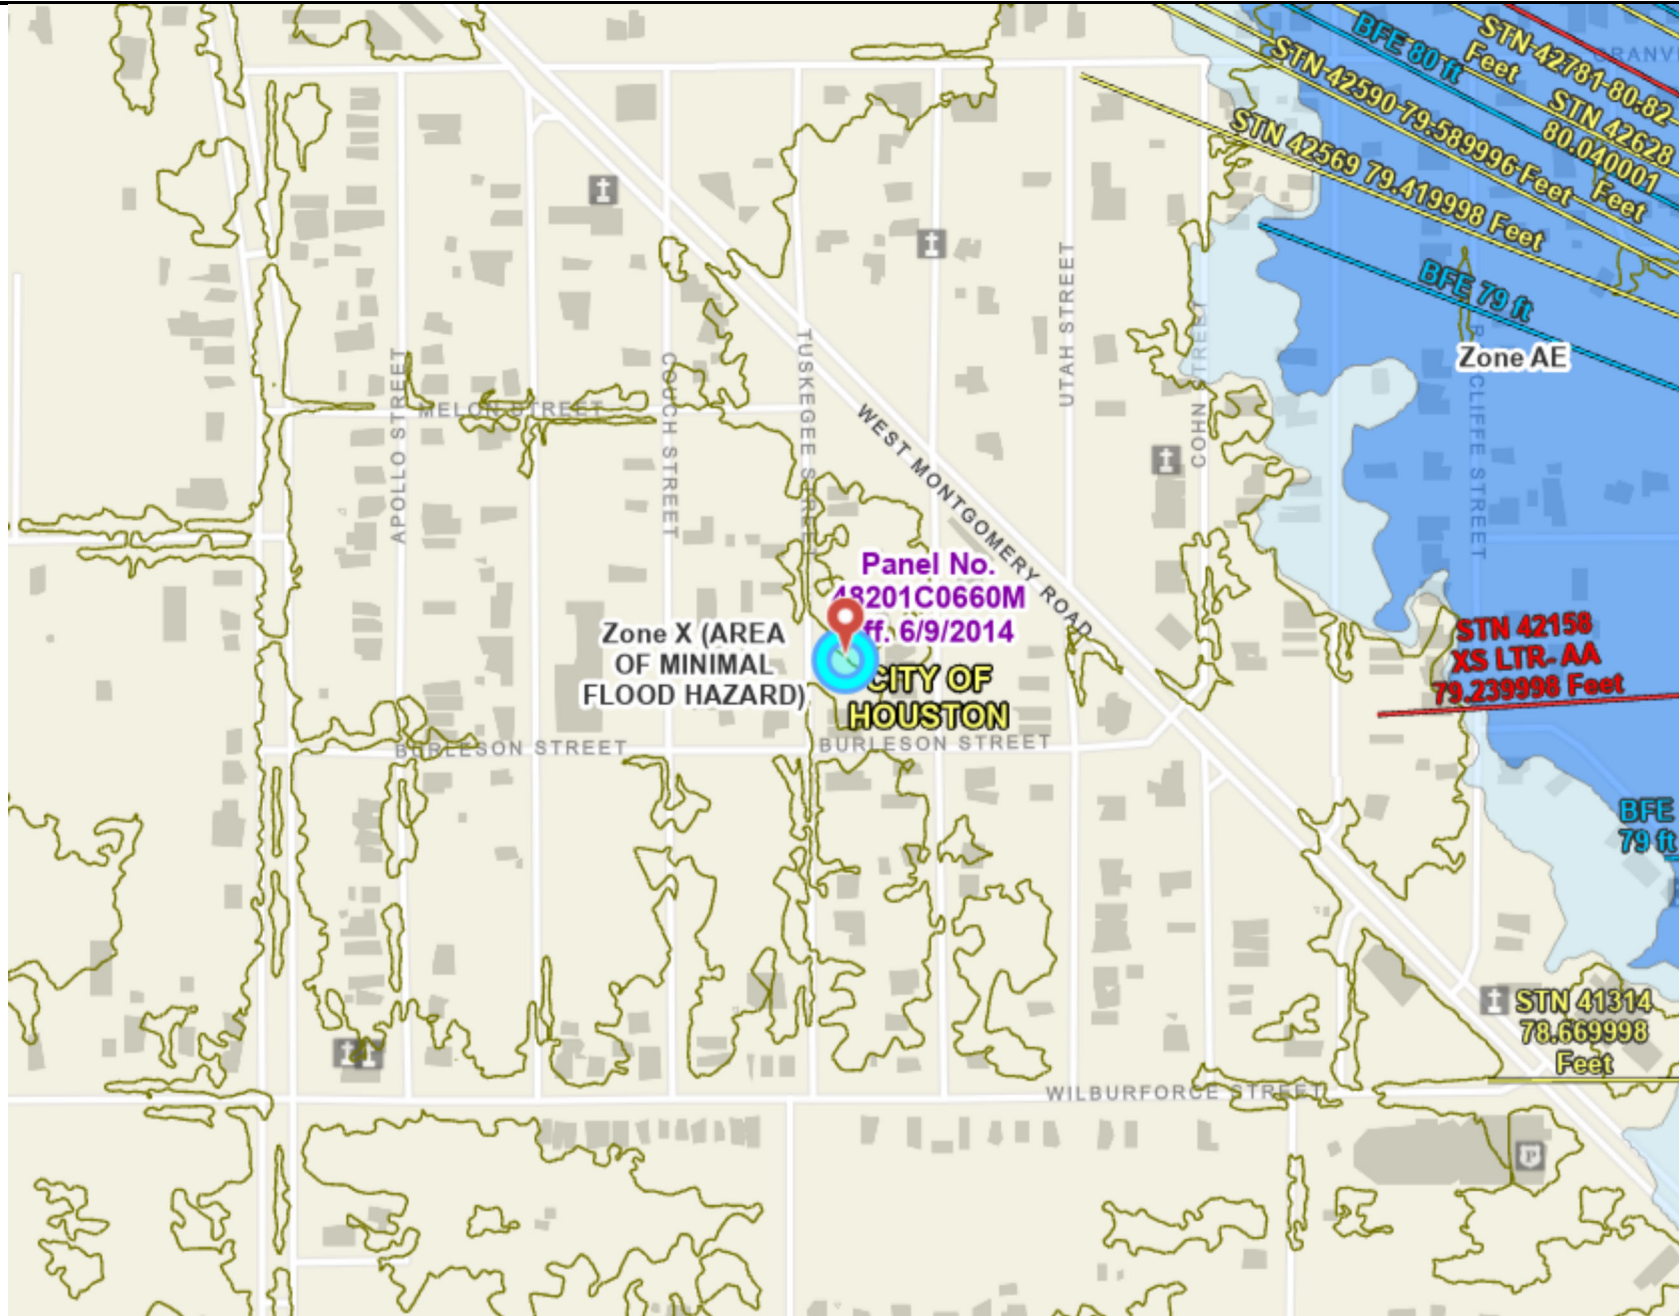 GRANV
BFE 80 ft
STN 42781-80.82
Feet
STN 42590-79.589996-Feet
STN 42628
80.040001
Feet
STN 42569 79.419998 Feet
BFE 79 ft
Zone AE
CLIFFE STREET
UTAH STREET
COHN STREET
TUSKEGEE STREET
COUCH STREET
APOLLO STREET
MELON STREET
WEST MONTGOMERY ROAD
Panel No.
48201C0660M
ff. 6/9/2014
Zone X (AREA
OF MINIMAL
FLOOD HAZARD)
CITY OF
HOUSTON
STN 42158
XS LTR- AA
79.239998 Feet
BURLESON STREET
BURLESON STREET
BFE
79 ft
STN 41314
78.669998
Feet
WILBURFORCE STREET
P